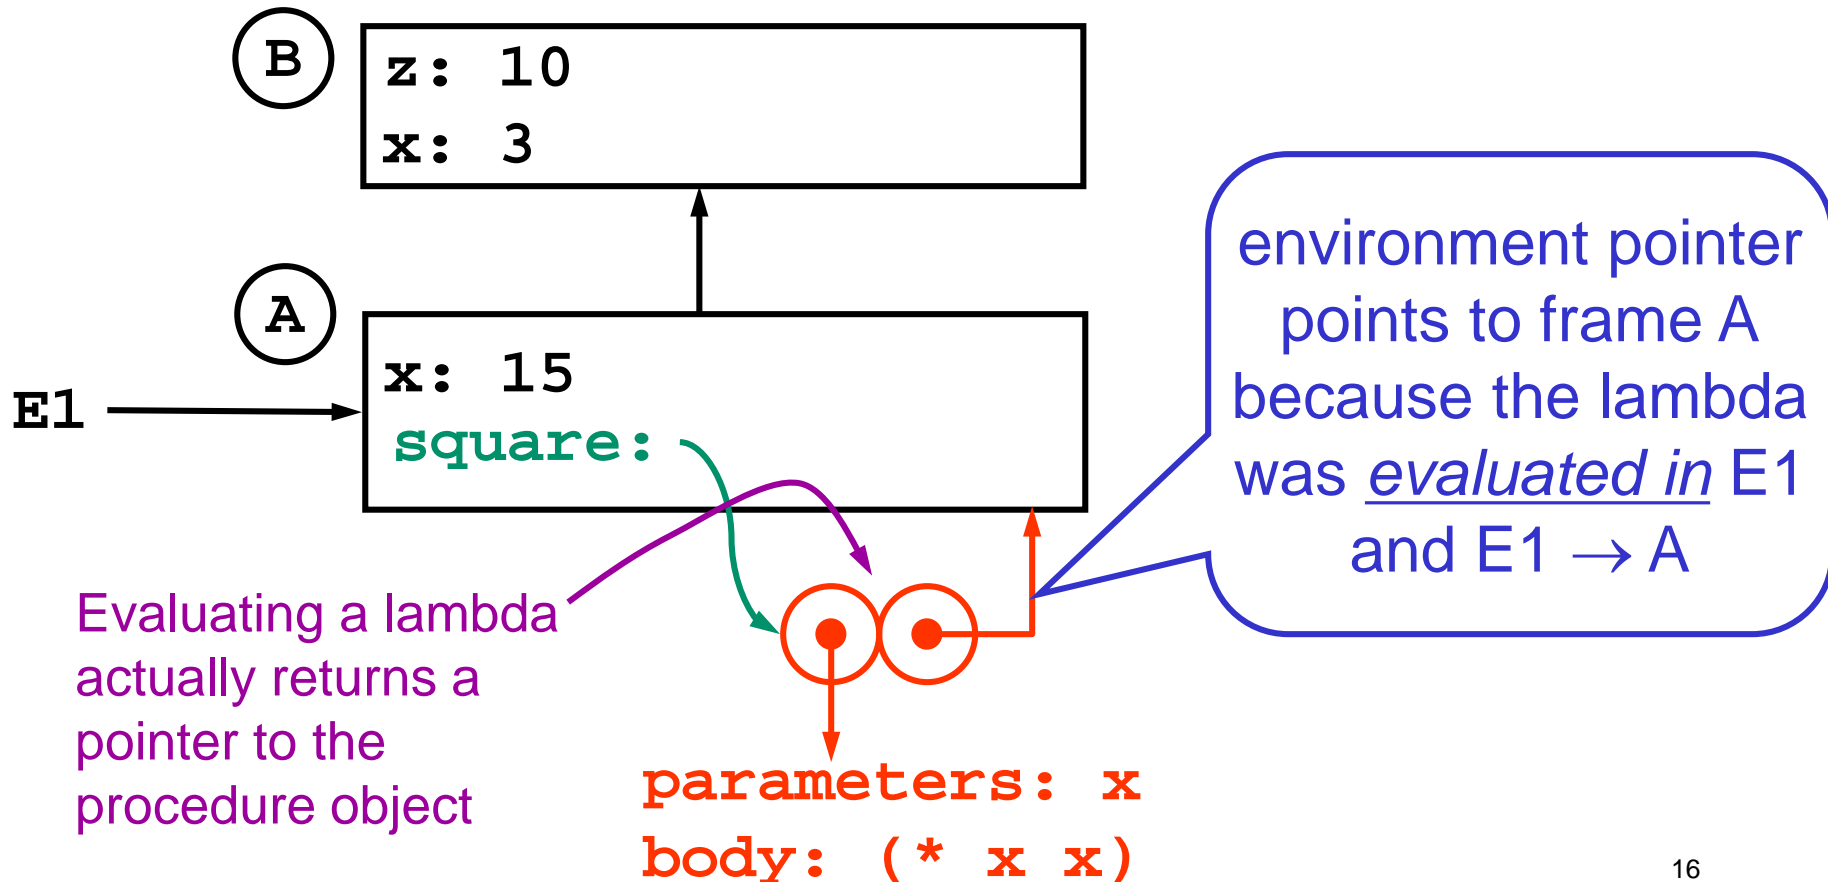 B
z: 10
x: 3
A
x: 15
E1
square:
environment pointer
points to frame A
because the lambda
was evaluated in E1
and E1 → A
Evaluating a lambda
actually returns a
pointer to the
procedure object
parameters: x
body: (* x x)
16